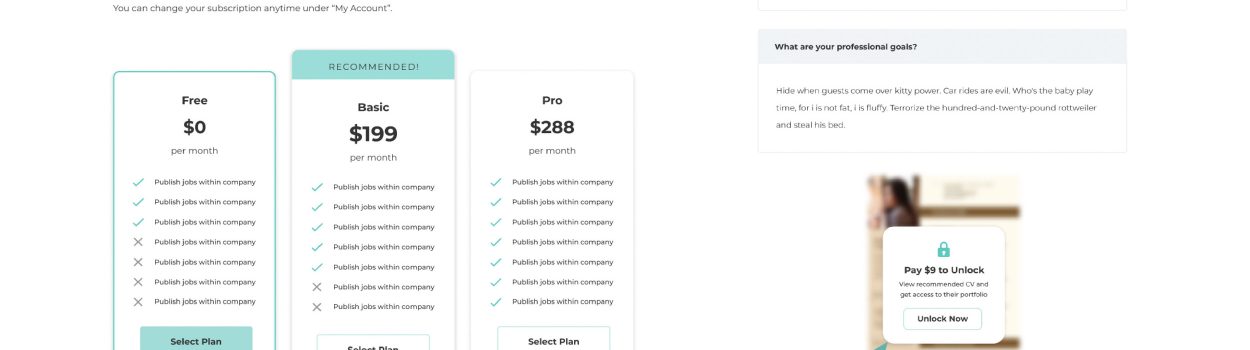 You can change your subscription anytime under “My Account”.
Free
$0
per month
Publish jobs within company
Publish jobs within company
Publish jobs within company
Publish jobs within company
Publish jobs within company
Publish jobs within company
Publish jobs within company
Select Plan
RECOMMENDED!
Basic
$199
per month
Publish jobs within company
Publish jobs within company
Publish jobs within company
Publish jobs within company
Publish jobs within company
Publish jobs within company
Publish jobs within company
Select Plan
Pro
$288
per month
Publish jobs within company
Publish jobs within company
Publish jobs within company
Publish jobs within company
Publish jobs within company
Publish jobs within company
Publish jobs within company
Select Plan
What are your professional goals?
Hide when guests come over kitty power. Car rides are evil. Who's the baby play
time, for i is not fat, i is fluffy. Terrorize the hundred-and-twenty-pound rottweiler
and steal his bed.
Pay $9 to Unlock
View recommended CV and
get access to their portfolio
Unlock Now